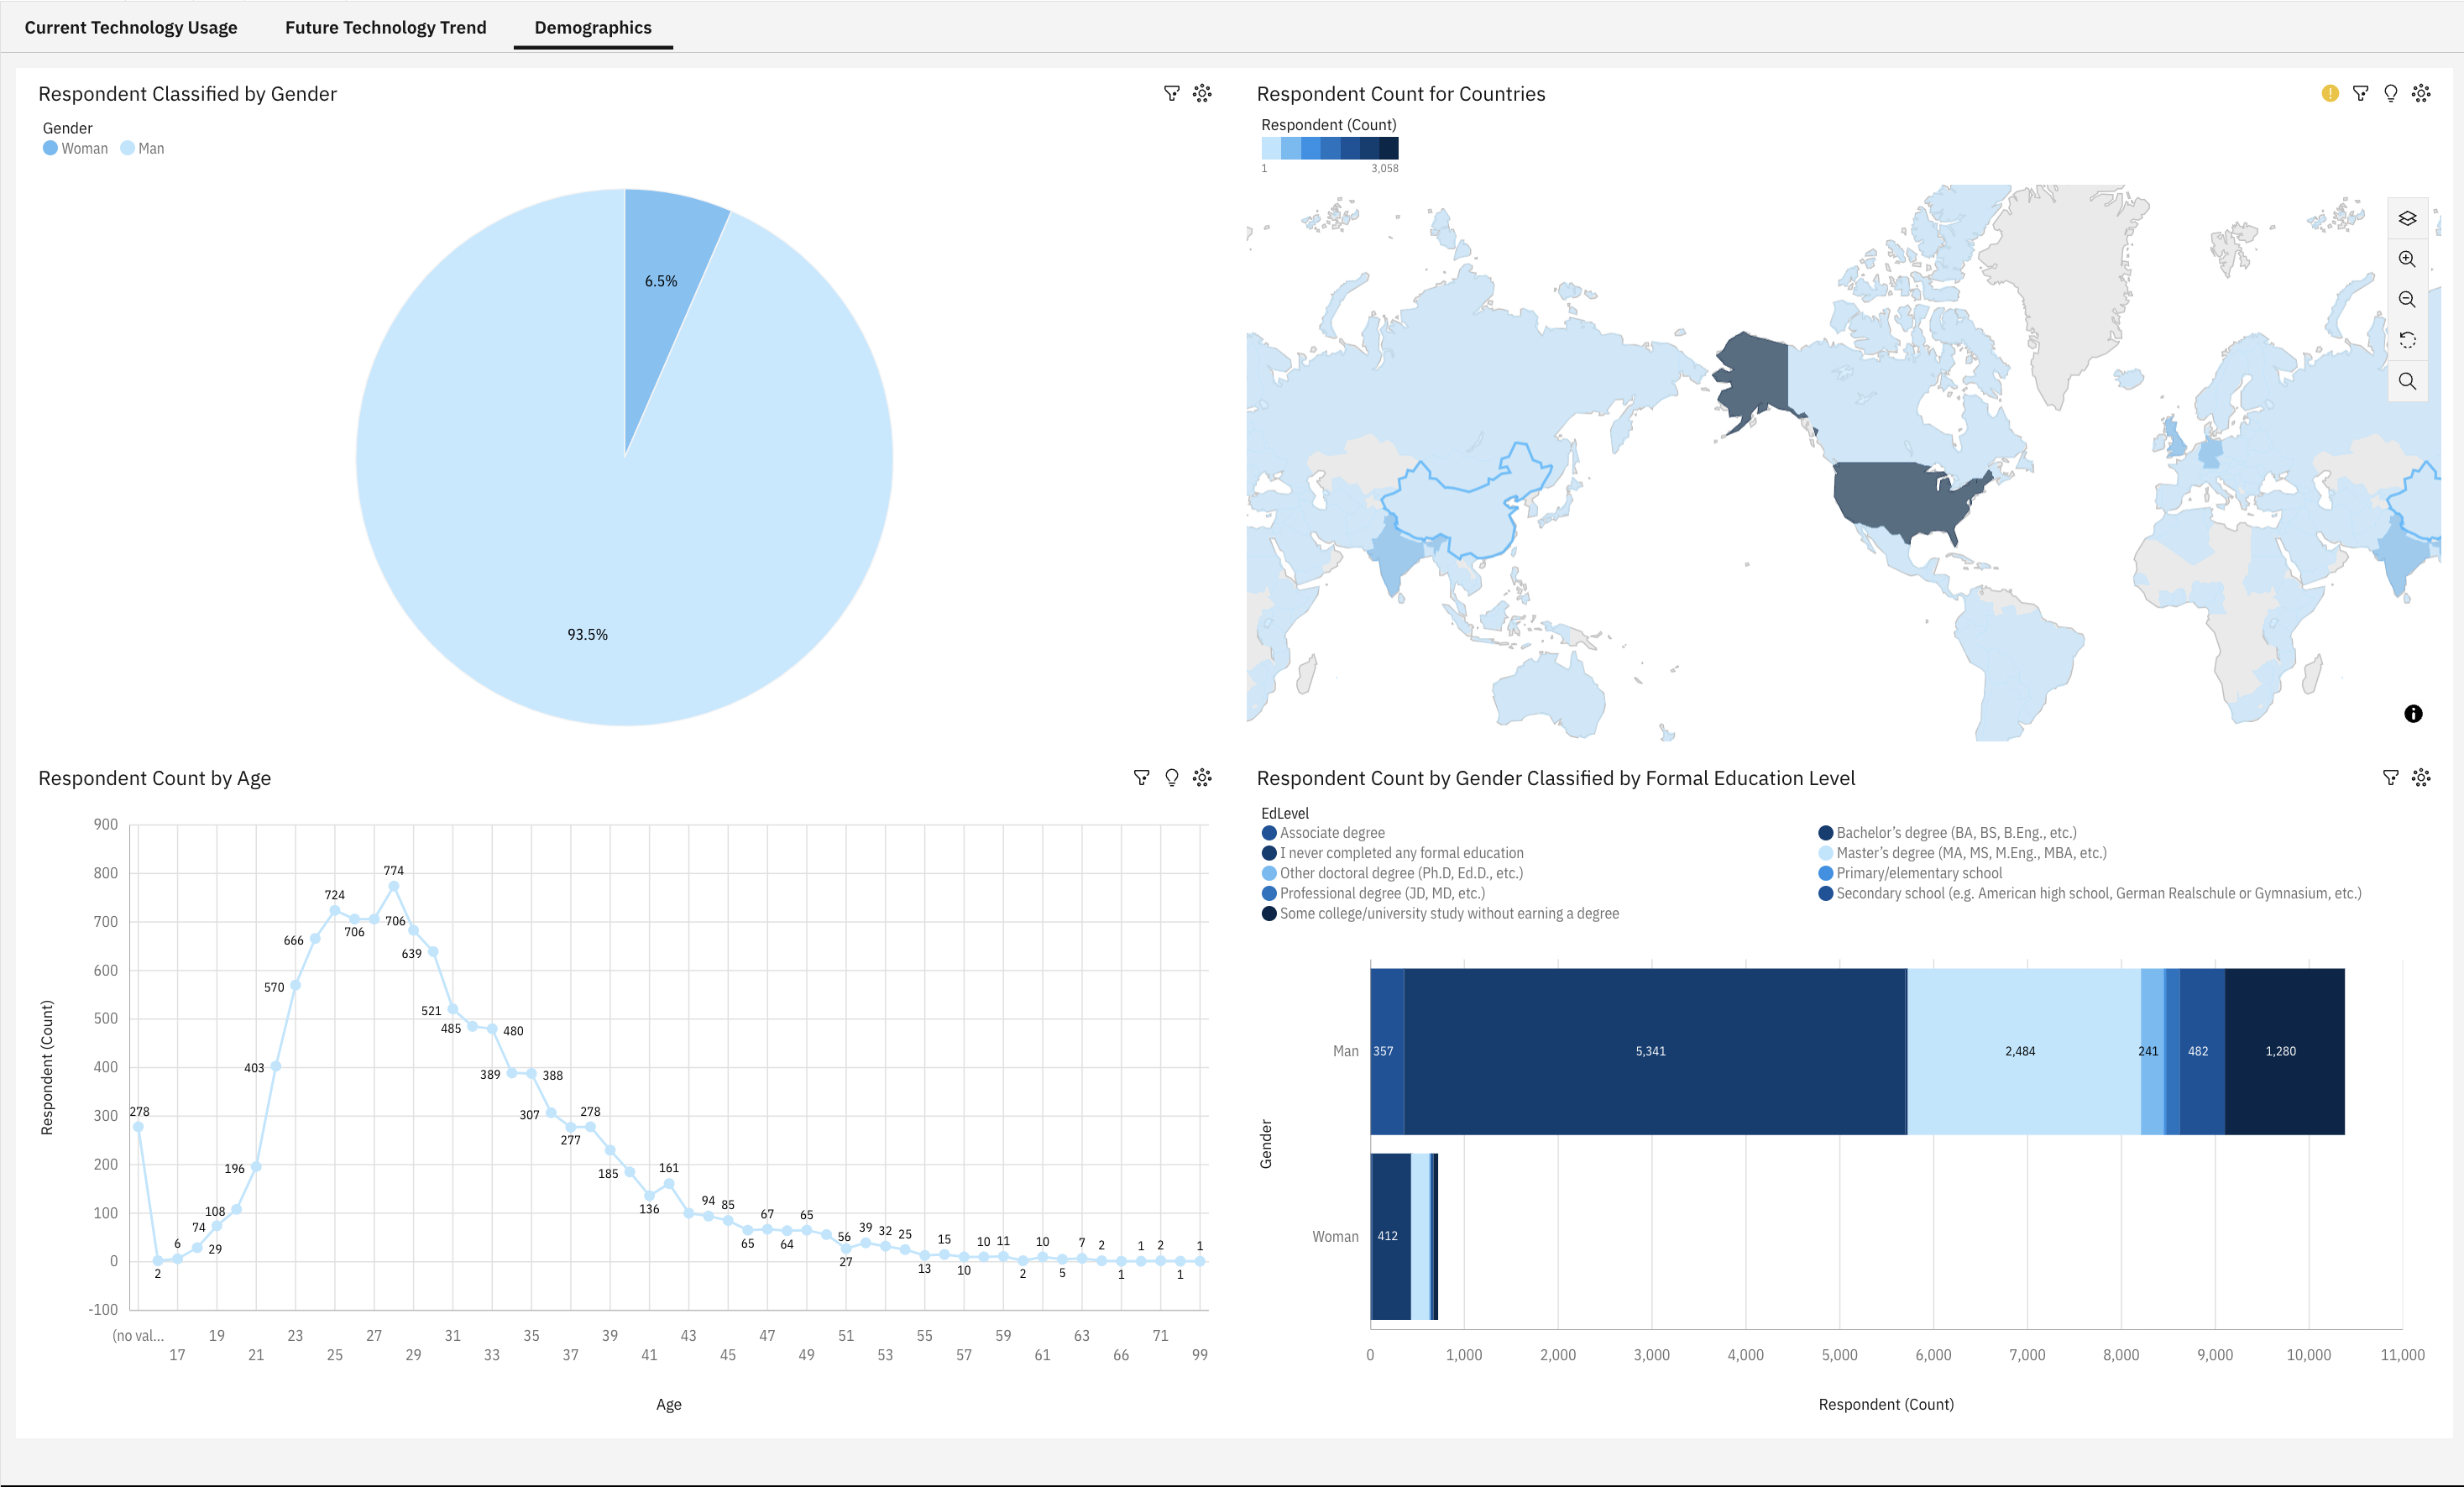 Current Technology Usage Future Technology Trend Demographics
Respondent Classified by Gender
Gender
Woman Man
6.5%
93.5%
Respondent Count for Countries
Respondent (Count)
1 3,058
Respondent Count by Age
Respondent (Count)
900
800
700
600
500
400
300
200
100
0
-100
278
2
6
74
29
108
196
403
570
666
724
706
774
706
639
521
485
480
389
388
307
277
278
185
136
161
94
85
65
67
64
65
56
27
39
32
25
13
15
10
10
11
2
10
5
7
2
1
1
2
1
1
(no val... 19 23 27 31 35 39 43 47 51 55 59 63 71
17 21 25 29 33 37 41 45 49 53 57 61 66 99
Age
Respondent Count by Gender Classified by Formal Education Level
EdLevel
Associate degree
Bachelor’s degree (BA, BS, B.Eng., etc.)
I never completed any formal education
Master’s degree (MA, MS, M.Eng., MBA, etc.)
Other doctoral degree (Ph.D, Ed.D., etc.)
Primary/elementary school
Professional degree (JD, MD, etc.)
Secondary school (e.g. American high school, German Realschule or Gymnasium, etc.)
Some college/university study without earning a degree
Gender
Man 357 5,341 2,484 241 482 1,280
Woman 412
0 1,000 2,000 3,000 4,000 5,000 6,000 7,000 8,000 9,000 10,000 11,000
Respondent (Count)